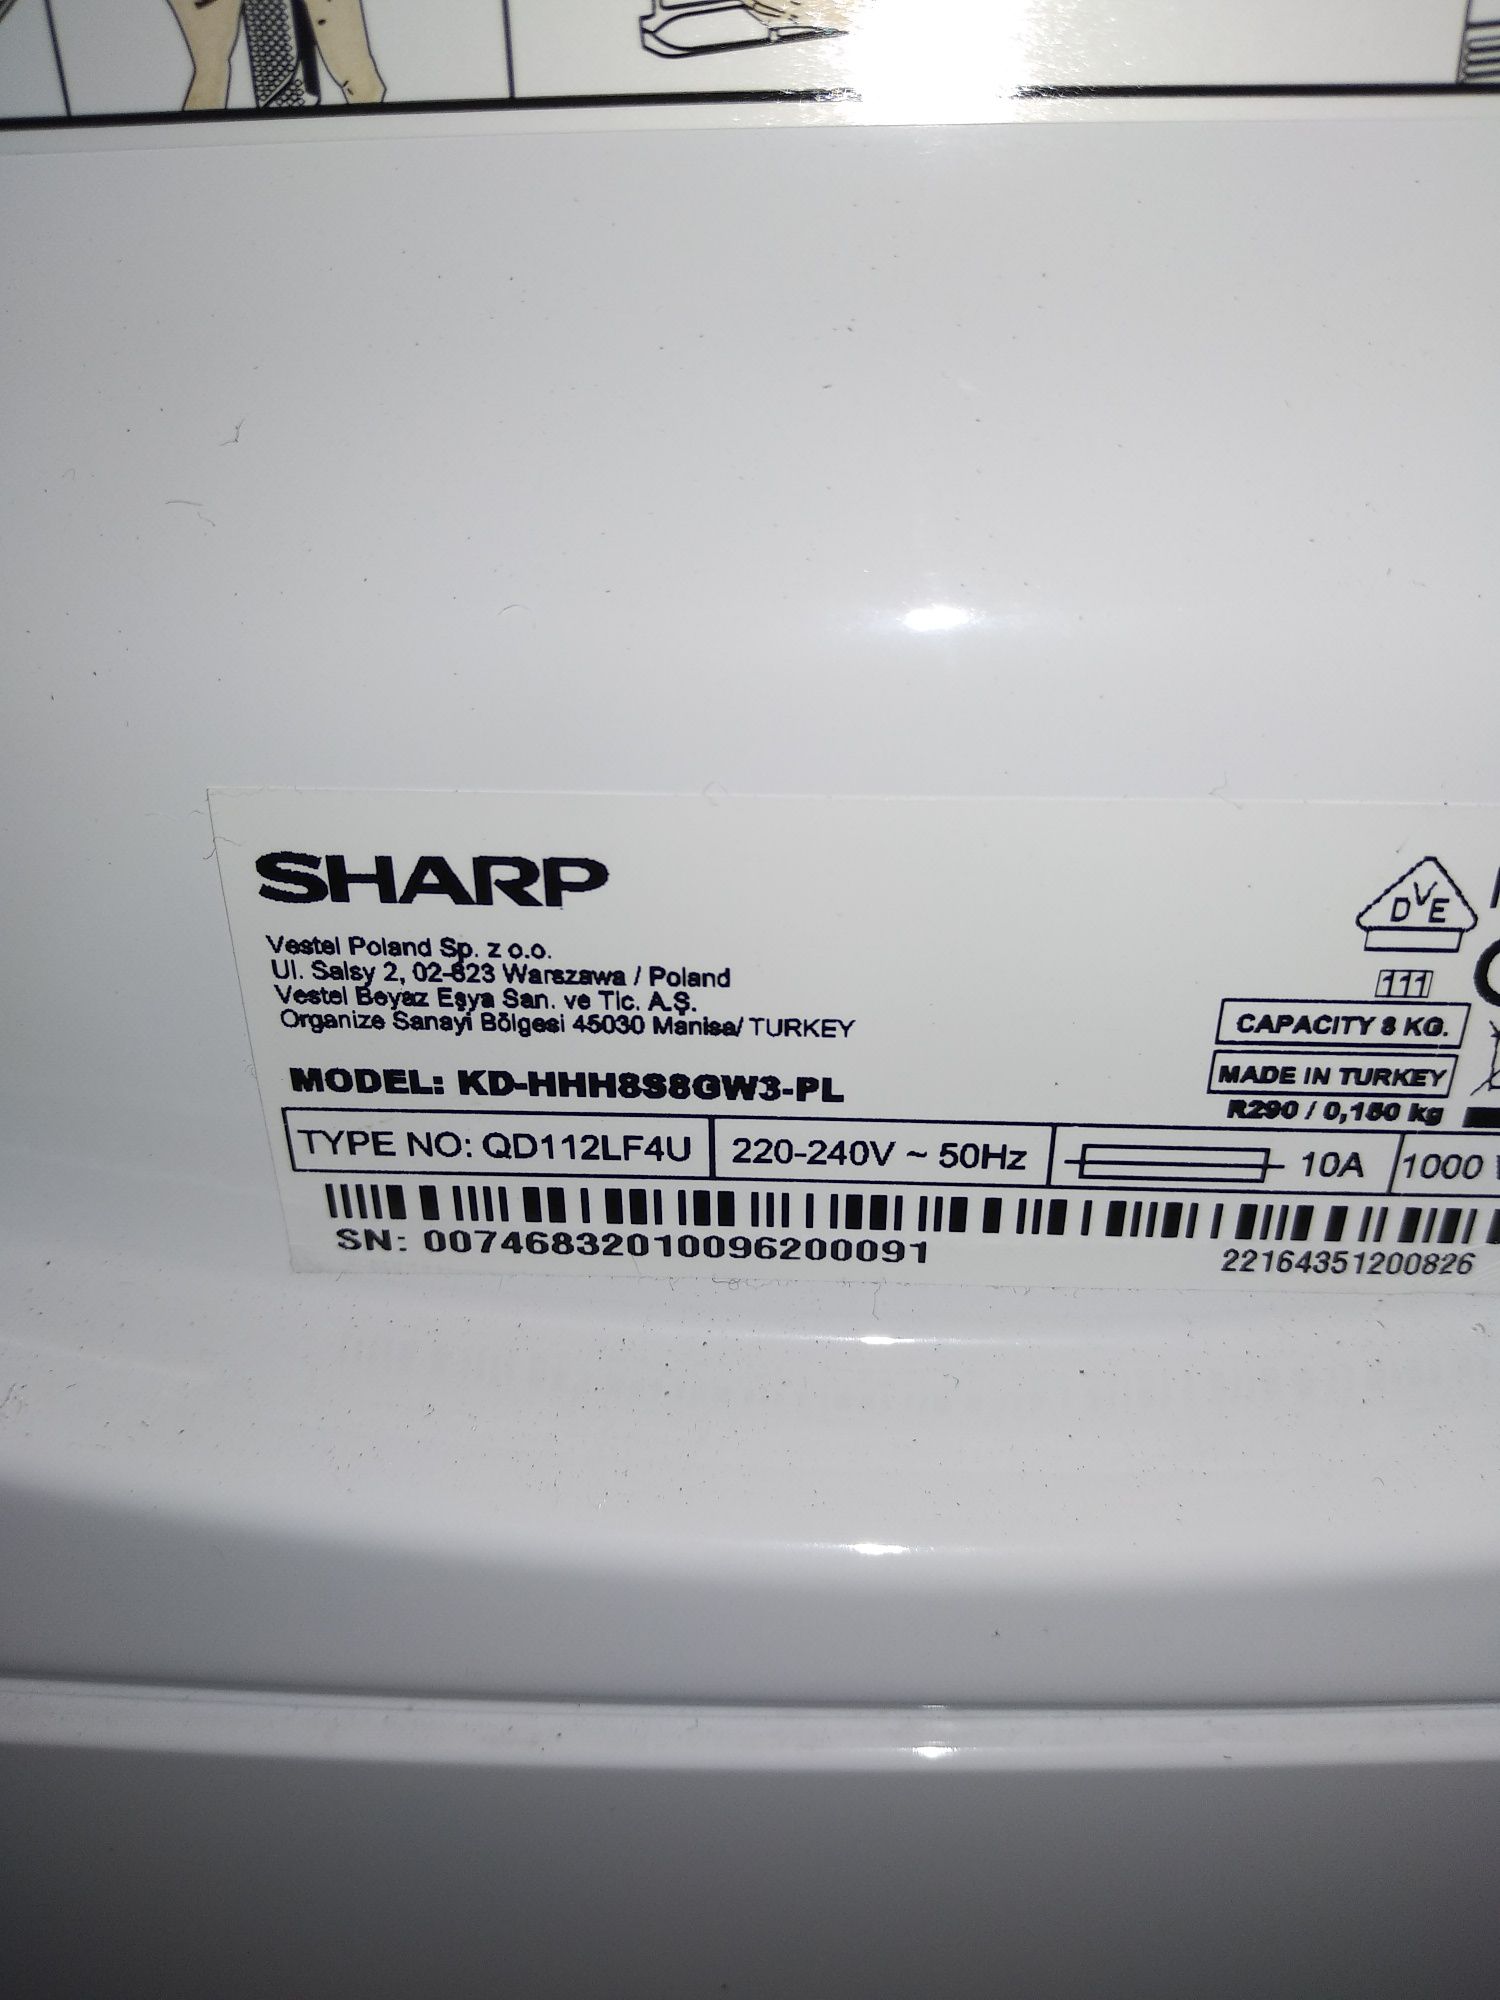 SHARP
Vestel Poland Sp. z o.o.
Ul. Salsy 2, 02-823 Warszawa / Poland
Vestel Beyaz Eşya San. ve Tic. A.Ş.
Organize Sanayi Bölgesi 45030 Manisa/ TURKEY
DVE
111
CAPACITY 8 KG.
MADE IN TURKEY
R290 / 0,150 kg
MODEL: KD-HHH8S8GW3-PL
TYPE NO: QD112LF4U 220-240V ~ 50Hz 10A 1000
SN: 00746832010096200091
22164351200826